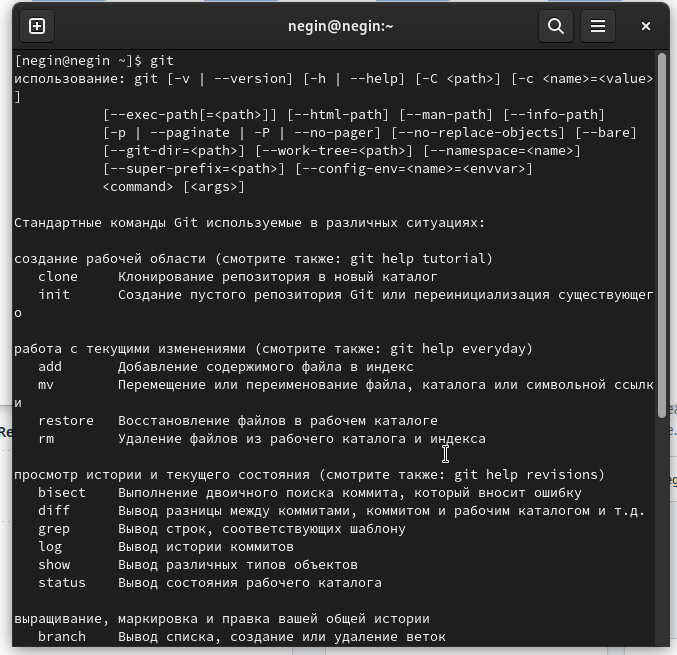 negin@negin:~
[negin@negin ~]$ git
использование: git [-v | --version] [-h | --help] [-C <path>] [-c <name>=<value>
]
[--exec-path[=<path>]] [--html-path] [--man-path] [--info-path]
[-p | --paginate | -P | --no-pager] [--no-replace-objects] [--bare]
[--git-dir=<path>] [--work-tree=<path>] [--namespace=<name>]
[--super-prefix=<path>] [--config-env=<name>=<envvar>]
<command> [<args>]
Стандартные команды Git используемые в различных ситуациях:
создание рабочей области (смотрите также: git help tutorial)
clone Клонирование репозитория в новый каталог
init Создание пустого репозитория Git или переинициализация существующег
о
работа с текущими изменениями (смотрите также: git help everyday)
add Добавление содержимого файла в индекс
mv Перемещение или переименование файла, каталога или символьной ссылк
и
restore Восстановление файлов в рабочем каталоге
rm Удаление файлов из рабочего каталога и индекса
просмотр истории и текущего состояния (смотрите также: git help revisions)
bisect Выполнение двоичного поиска коммита, который вносит ошибку
diff Вывод разницы между коммитами, коммитом и рабочим каталогом и т.д.
grep Вывод строк, соответствующих шаблону
log Вывод истории коммитов
show Вывод различных типов объектов
status Вывод состояния рабочего каталога
выращивание, маркировка и правка вашей общей истории
branch Вывод списка, создание или удаление веток